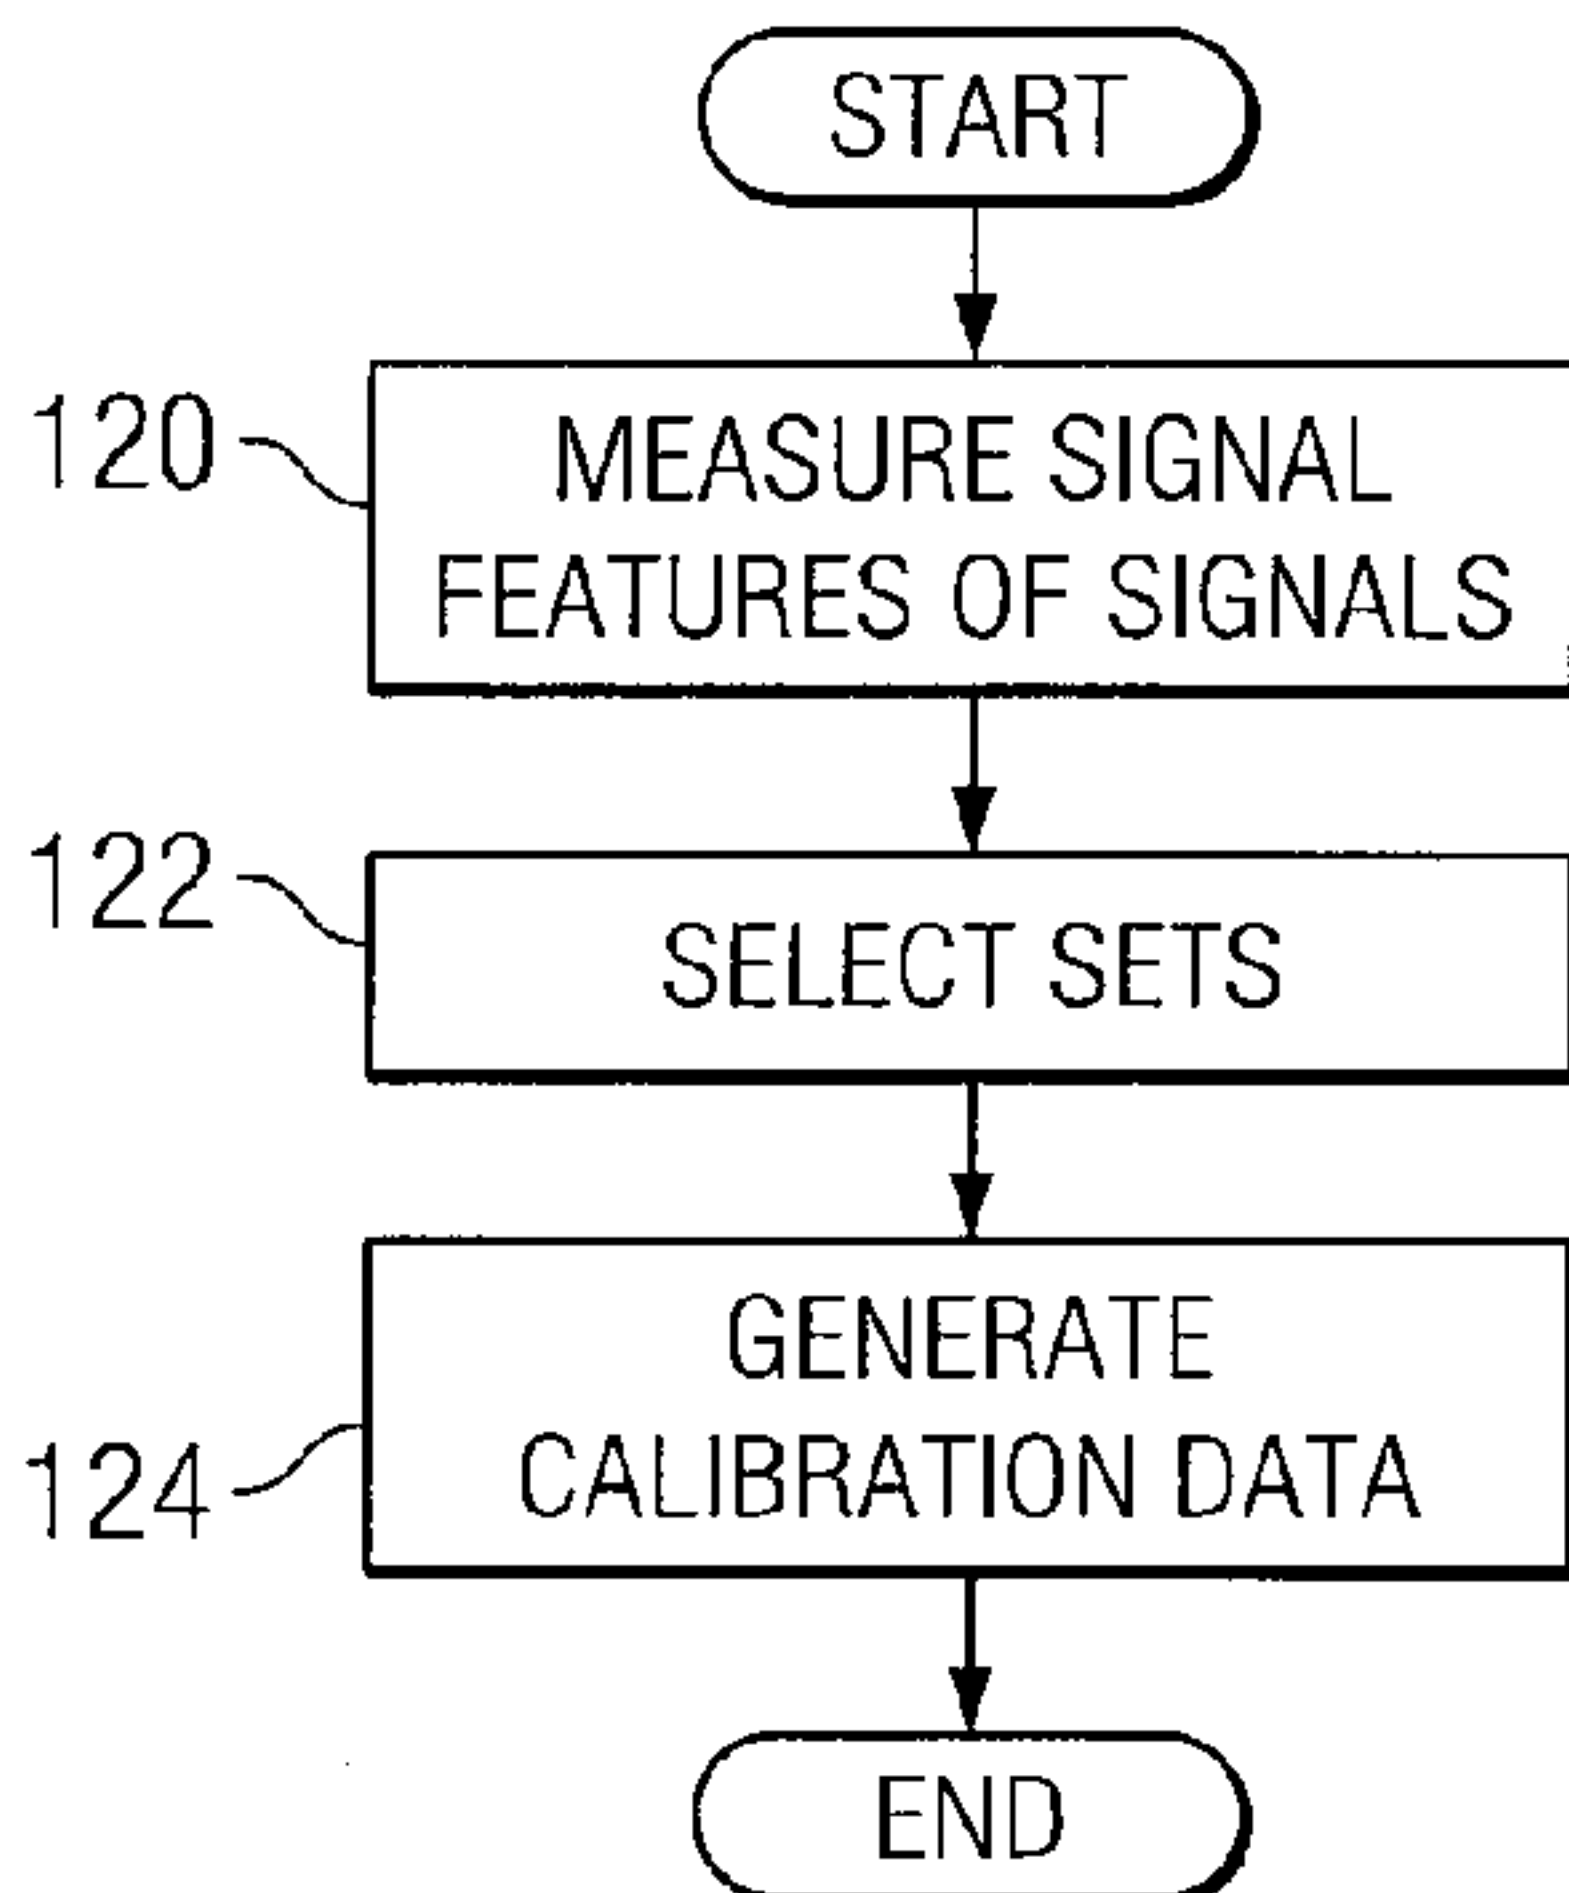 START
120
MEASURE SIGNAL
FEATURES OF SIGNALS
122
SELECT SETS
GENERATE
124
CALIBRATION DATA
END